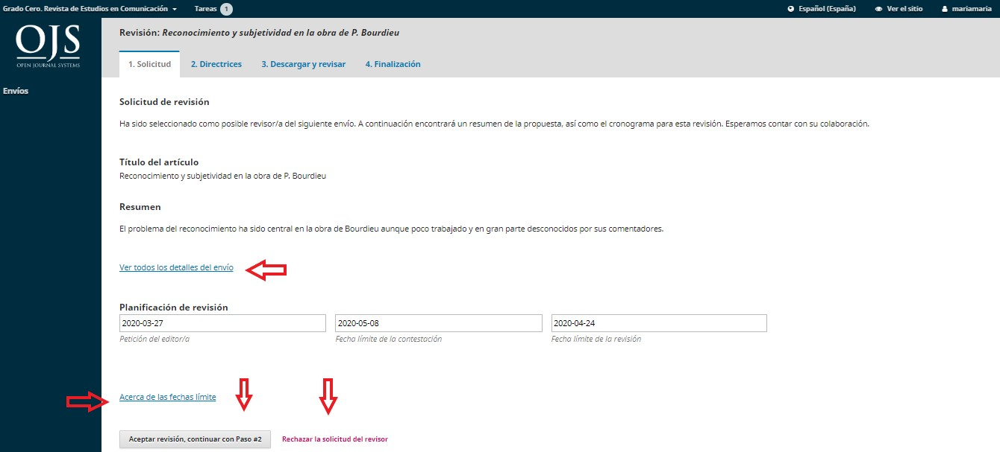 Grado Cero. Revista de Estudios en Comunicación Tareas 1 Español (España) Ver el sitio mariamaria
OJS
OPEN JOURNAL SYSTEMS
Envíos
Revisión: Reconocimiento y subjetividad en la obra de P. Bourdieu
1. Solicitud 2. Directrices 3. Descargar y revisar 4. Finalización
Solicitud de revisión
Ha sido seleccionado como posible revisor/a del siguiente envío. A continuación encontrará un resumen de la propuesta, así como el cronograma para esta revisión. Esperamos contar con su colaboración.
Título del artículo
Reconocimiento y subjetividad en la obra de P. Bourdieu
Resumen
El problema del reconocimiento ha sido central en la obra de Bourdieu aunque poco trabajado y en gran parte desconocidos por sus comentadores.
Ver todos los detalles del envío
Planificación de revisión
2020-03-27 2020-05-08 2020-04-24
Petición del editor/a Fecha límite de la contestación Fecha límite de la revisión
Acerca de las fechas límite
Aceptar revisión, continuar con Paso #2 Rechazar la solicitud del revisor